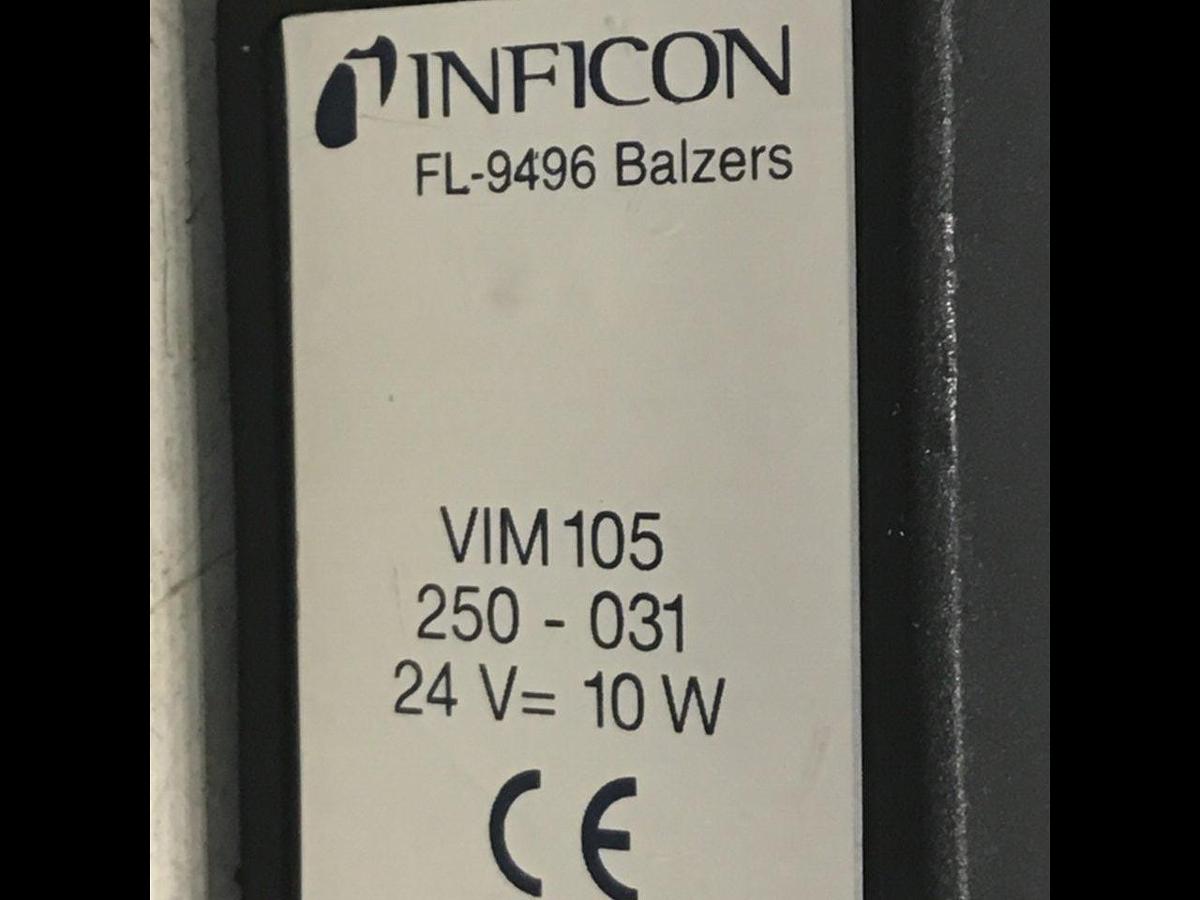 INFICON
FL-9496 Balzers
VIM 105
250 - 031
24 V= 10 W
CE